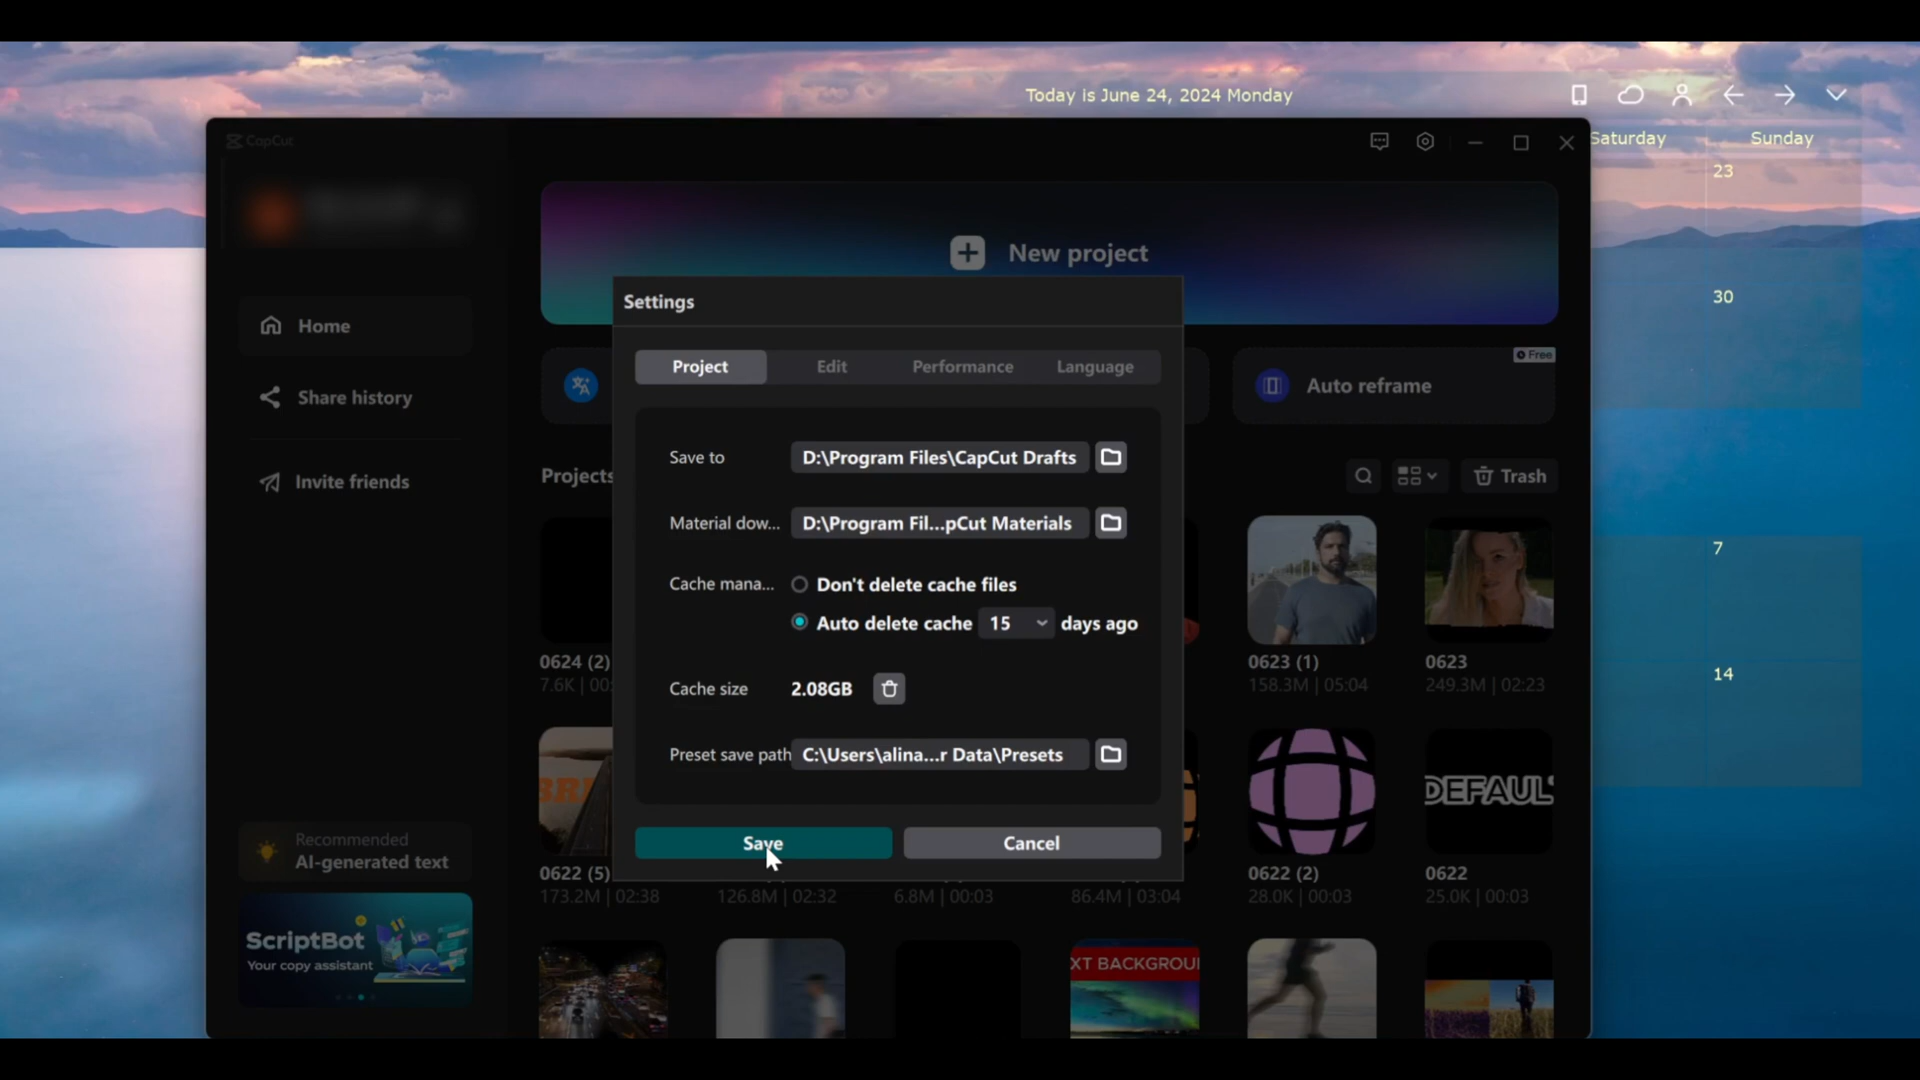 Today is June 24, 2024 Monday
Saturday
Sunday
23
30
7
14
CapCut
Home
Share history
Invite friends
Recommended
AI-generated text
ScriptBot
Your copy assistant
New project
Free
Auto reframe
Projects
Trash
Settings
Project
Edit
Performance
Language
Save to
D:\Program Files\CapCut Drafts
Material dow...
D:\Program Fil...pCut Materials
Cache mana...
Don't delete cache files
Auto delete cache 15 days ago
Cache size
2.08GB
Preset save path
C:\Users\alina...r Data\Presets
Save
Cancel
0624 (2)
7.6K | 00:
0623 (1)
158.3M | 05:04
0623
249.3M | 02:23
0622 (5)
173.2M | 02:38
126.8M | 02:32
6.8M | 00:03
86.4M | 03:04
0622 (2)
28.0K | 00:03
DEFAUL
0622
25.0K | 00:03
XT BACKGROU